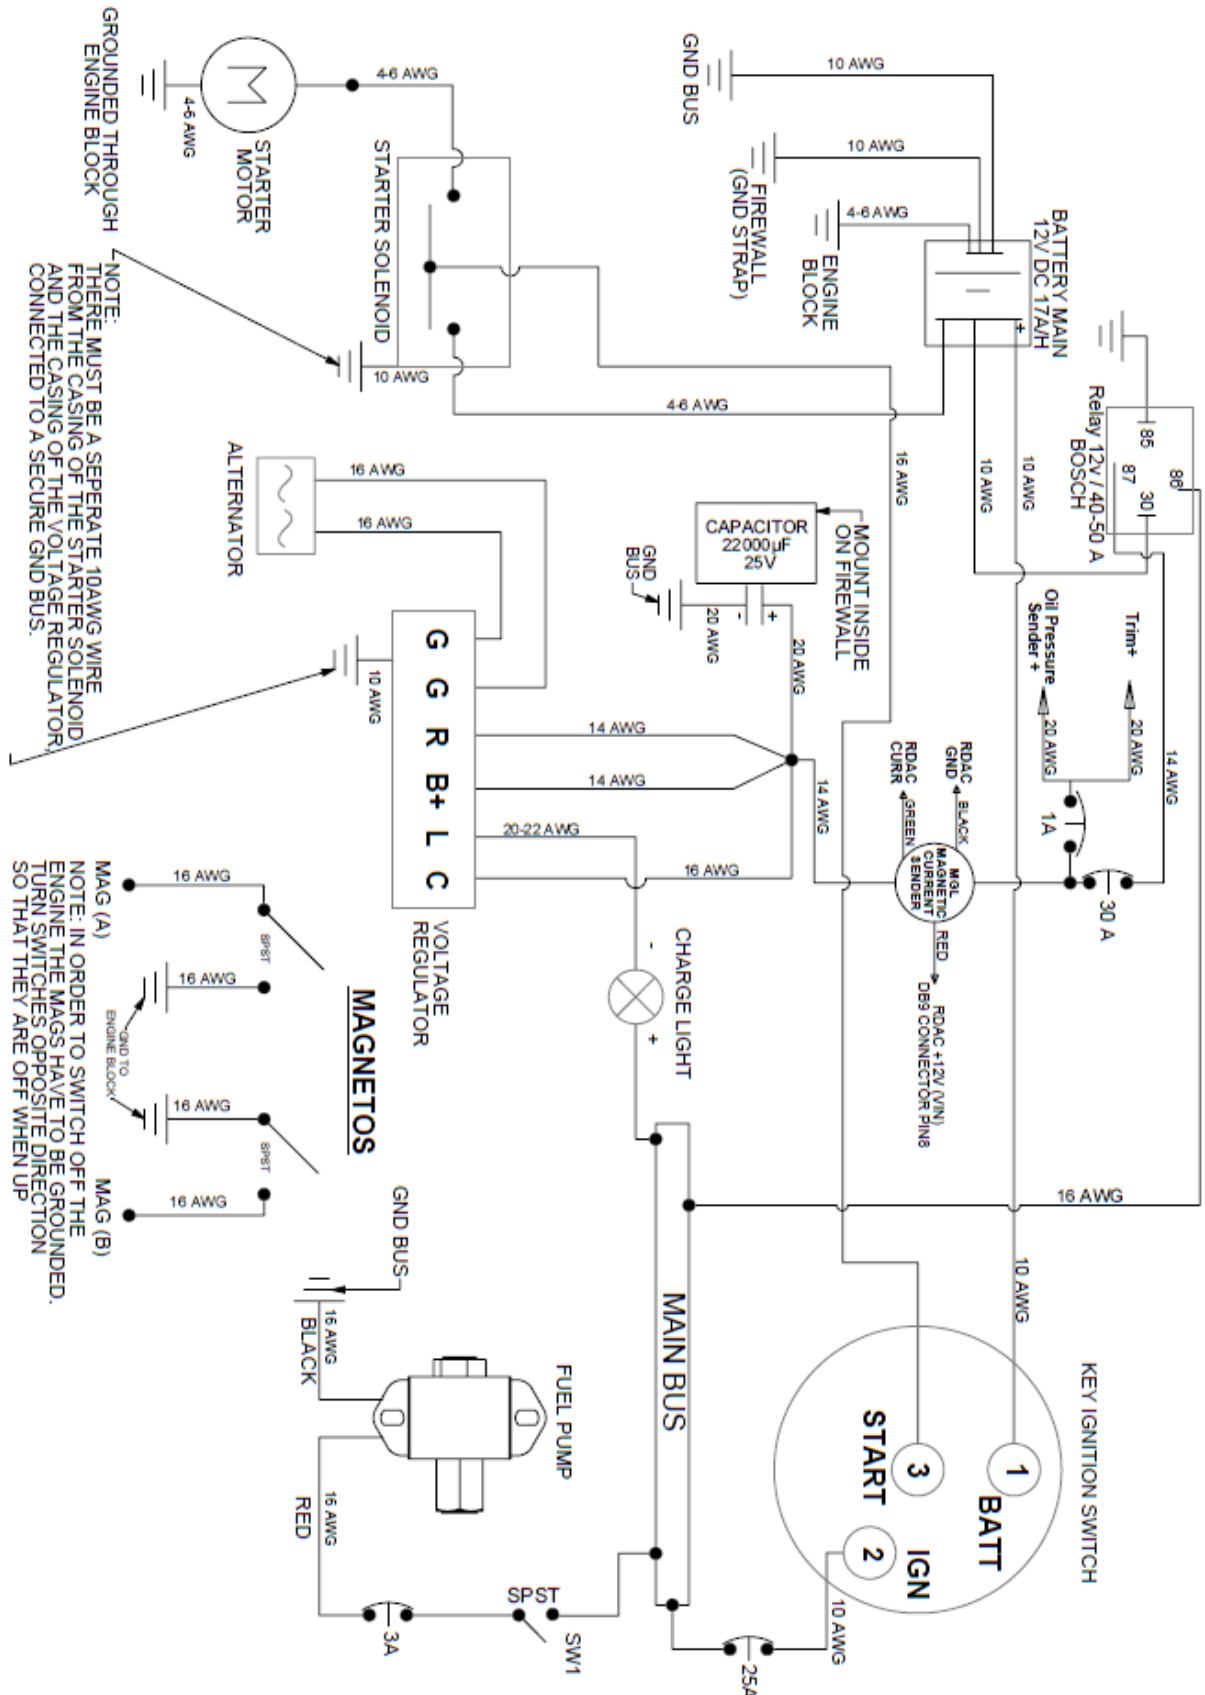 GND BUS
10 AWG
10 AWG
FIREWALL
(GND STRAP)
4-6 AWG
ENGINE
BLOCK
BATTERY MAIN
12V DC 17A/H
+
-
Relay 12v / 40-50 A
BOSCH
85
86
87
30
10 AWG
10 AWG
4-6 AWG
16 AWG
14 AWG
GROUNDED THROUGH
ENGINE BLOCK
4-6 AWG
M
STARTER
MOTOR
4-6 AWG
STARTER SOLENOID
10 AWG
NOTE:
THERE MUST BE A SEPERATE 10AWG WIRE
FROM THE CASING OF THE STARTER SOLENOID
AND THE CASING OF THE VOLTAGE REGULATOR,
CONNECTED TO A SECURE GND BUS.
ALTERNATOR
16 AWG
16 AWG
CAPACITOR
22000µF
25V
MOUNT INSIDE
ON FIREWALL
GND
BUS
20 AWG
-
+
20 AWG
Oil Pressure
Sender +
Trim+
20 AWG
20 AWG
1A
30 A
G
G
R
B+
L
C
VOLTAGE
REGULATOR
10 AWG
14 AWG
14 AWG
14 AWG
20-22 AWG
16 AWG
RDAC
CURR
GREEN
RDAC
GND
BLACK
MGL
MAGNETIC
CURRENT
SENDER
RED
RDAC +12V (VIN)
DB9 CONNECTOR PIN8
CHARGE LIGHT
-
+
MAGNETOS
MAG (A)
16 AWG
SPST
16 AWG
GND TO
ENGINE BLOCK
16 AWG
SPST
16 AWG
MAG (B)
NOTE: IN ORDER TO SWITCH OFF THE
ENGINE THE MAGS HAVE TO BE GROUNDED.
TURN SWITCHES OPPOSITE DIRECTION
SO THAT THEY ARE OFF WHEN UP
MAIN BUS
16 AWG
10 AWG
KEY IGNITION SWITCH
1
BATT
3
START
2
IGN
10 AWG
25A
GND BUS
16 AWG
BLACK
FUEL PUMP
16 AWG
RED
3A
SPST
SW1